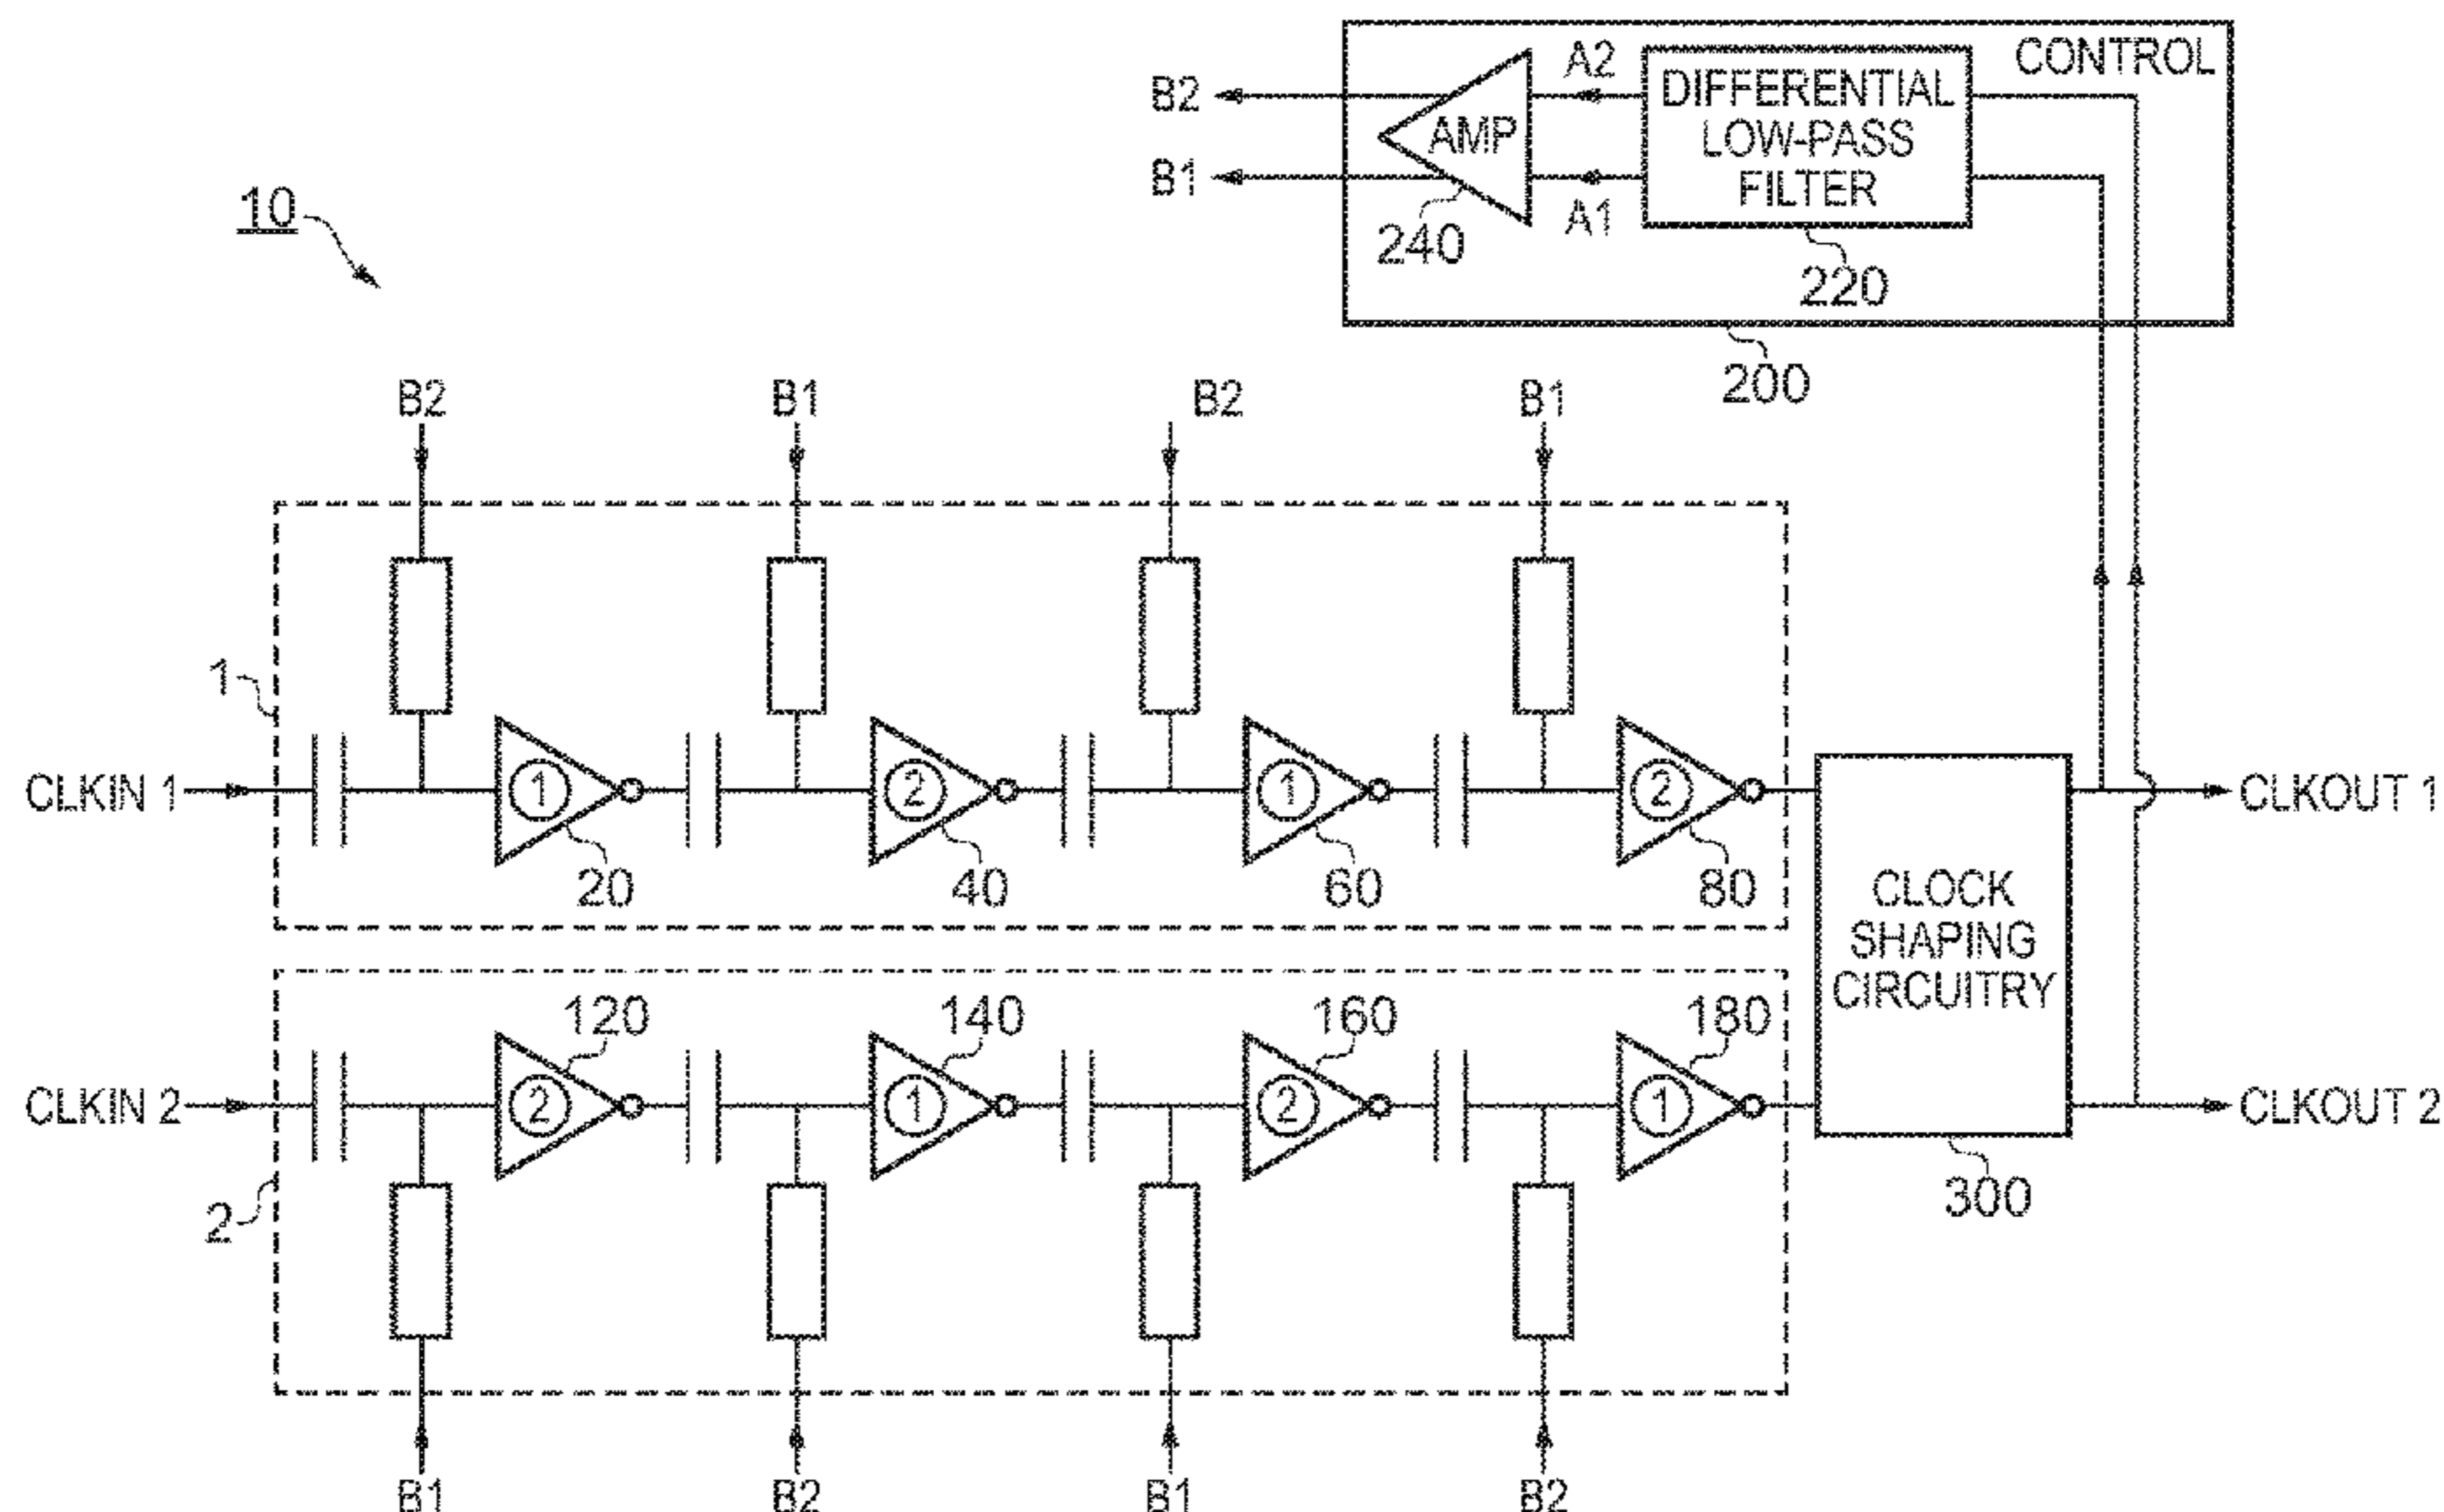 CONTROL
A2
B2
DIFFERENTIAL
LOW-PASS
FILTER
AMP
B1
A1
240
220
10
200
B2
B1
B2
B1
1
CLKIN 1
1
2
1
2
CLKOUT 1
20
40
60
80
CLOCK
SHAPING
CIRCUITRY
120
140
160
180
CLKIN 2
2
1
2
1
CLKOUT 2
2
300
B1
B2
B1
B2